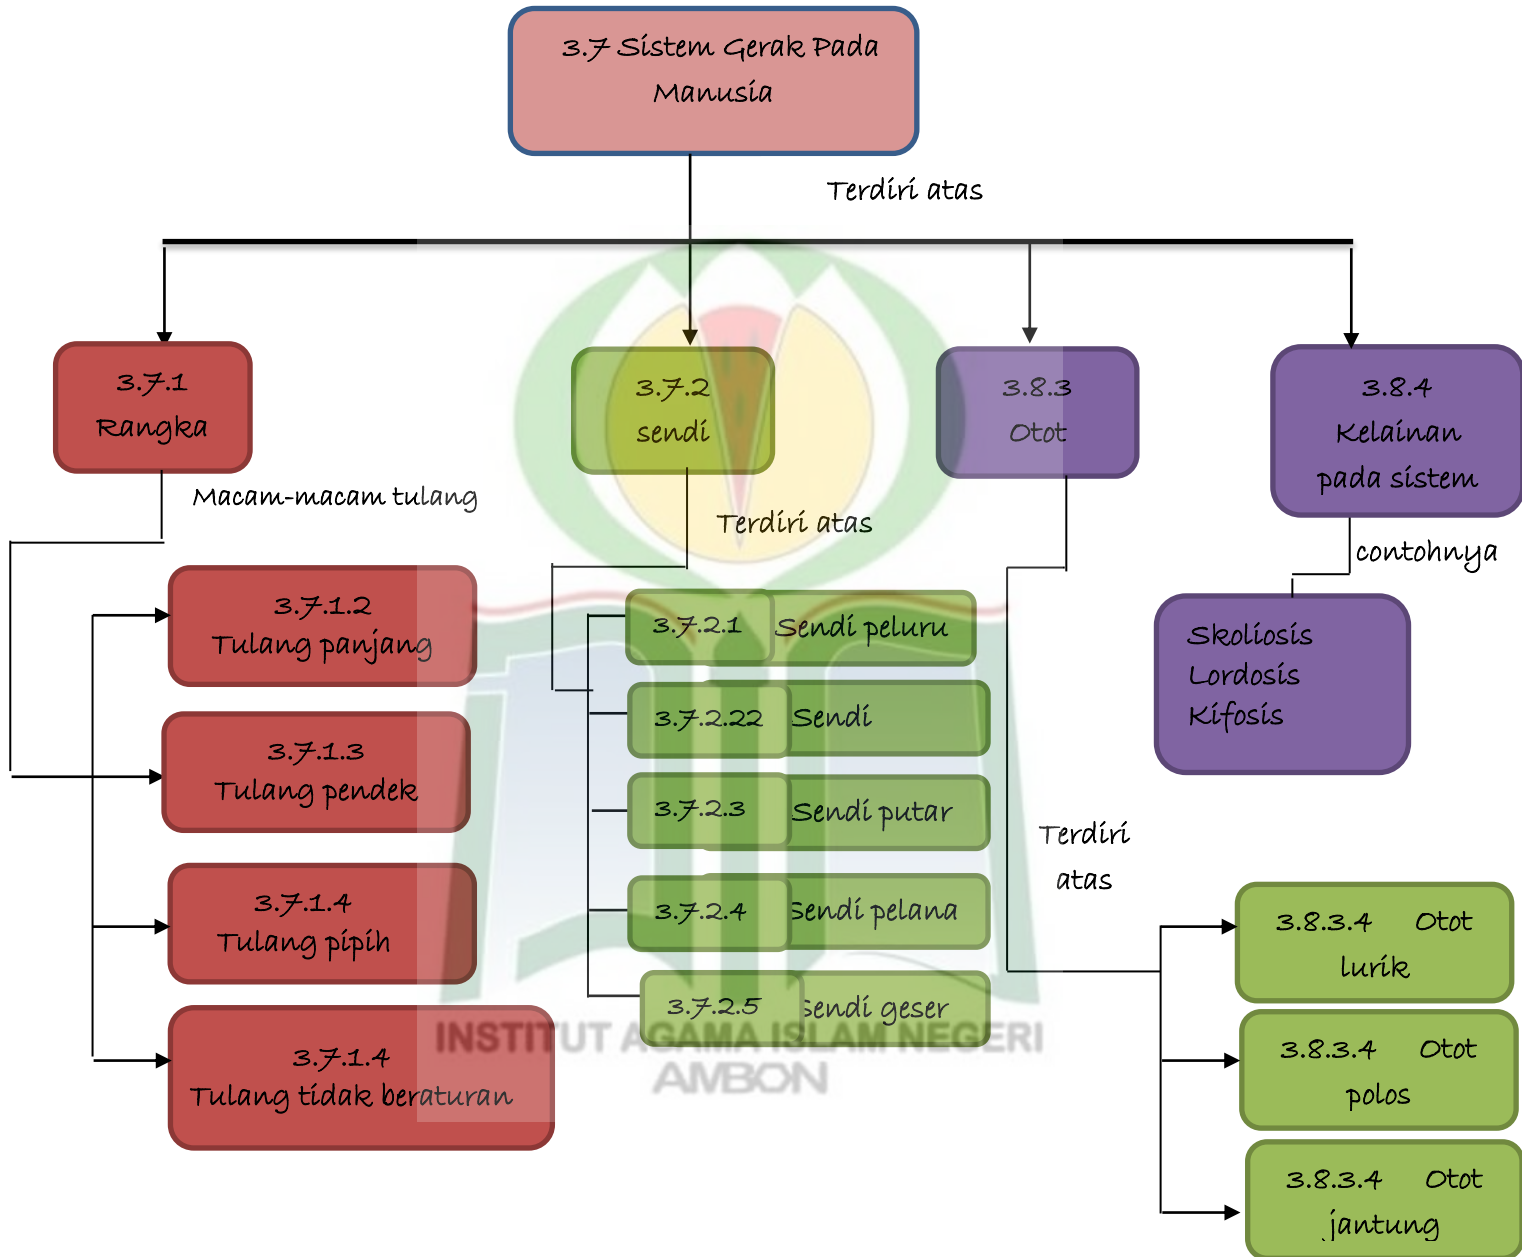 3.7 Sistem Gerak Pada
Manusia
Terdiri atas
3.7.1
Rangka
3.7.2
sendi
3.8.3
Otot
3.8.4
Kelainan
pada sistem
Macam-macam tulang
Terdiri atas
contohnya
3.7.1.2
Tulang panjang
3.7.1.3
Tulang pendek
3.7.1.4
Tulang pipih
3.7.1.4
Tulang tidak beraturan
3.7.2.1 Sendi peluru
3.7.2.22 Sendi
3.7.2.3 Sendi putar
3.7.2.4 Sendi pelana
3.7.2.5 Sendi geser
Skoliosis
Lordosis
Kifosis
Terdiri
atas
3.8.3.4 Otot
lurik
3.8.3.4 Otot
polos
3.8.3.4 Otot
jantung
INSTITUT AGAMA ISLAM NEGERI
AMBON